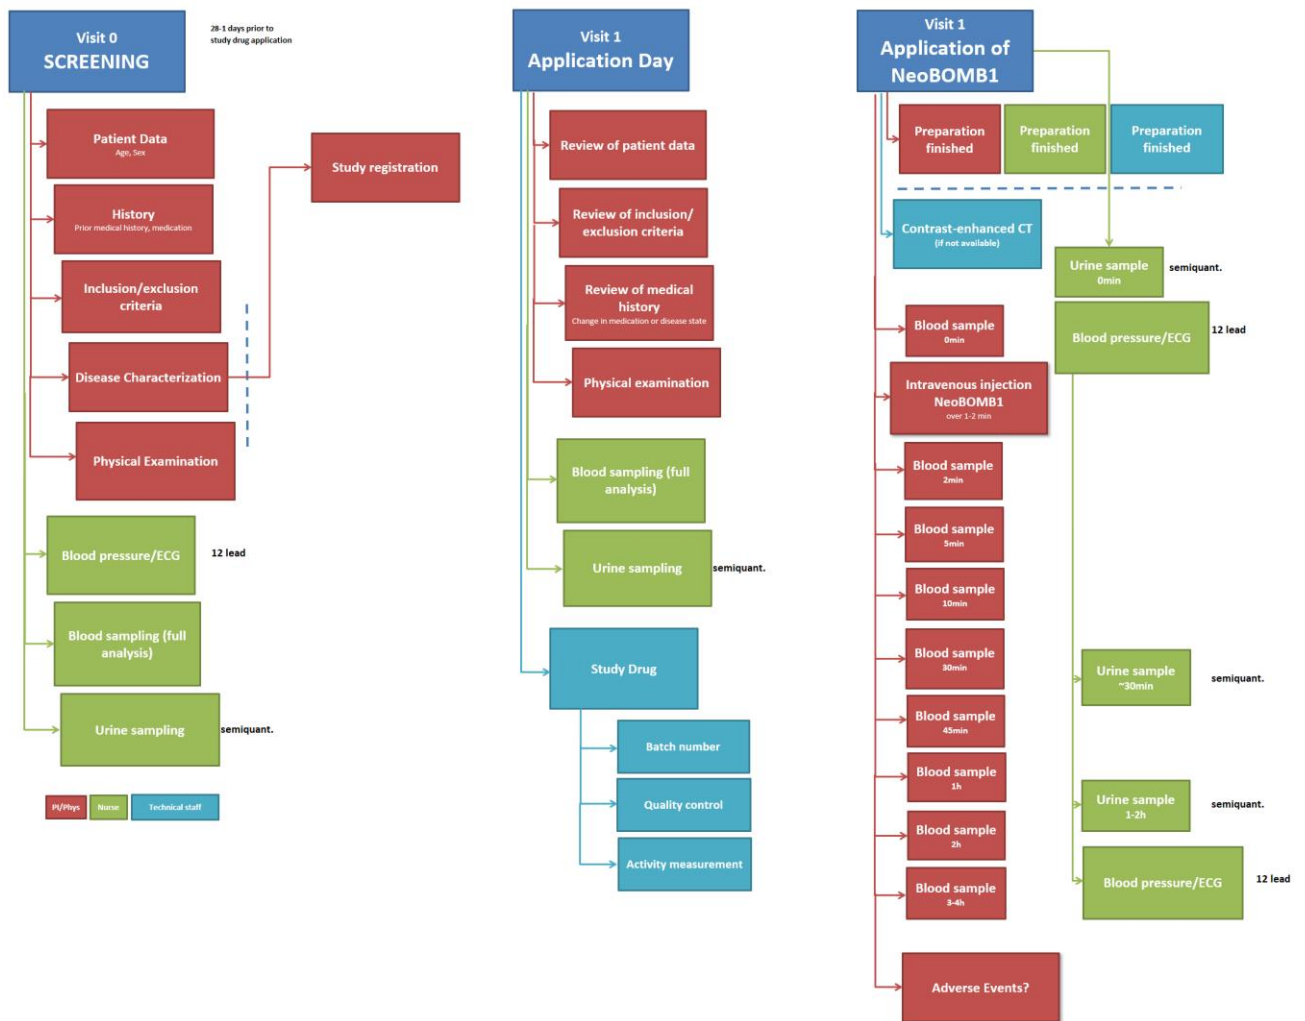 Visit 0
SCREENING
28-1 days prior to
study drug application
Patient Data
Age, Sex
Study registration
History
Prior medical history, medication
Inclusion/exclusion
criteria
Disease Characterization
Physical Examination
Blood pressure/ECG
12 lead
Blood sampling (full
analysis)
Urine sampling
semiquant.
PI/Phys
Nurse
Technical staff
Visit 1
Application Day
Review of patient data
Review of inclusion/
exclusion criteria
Review of medical
history
Change in medication or disease state
Physical examination
Blood sampling (full
analysis)
Urine sampling
semiquant.
Study Drug
Batch number
Quality control
Activity measurement
Visit 1
Application of
NeoBOMB1
Preparation
finished
Preparation
finished
Preparation
finished
Contrast-enhanced CT
(if not available)
Urine sample
0min
semiquant.
Blood sample
0min
Blood pressure/ECG
12 lead
Intravenous injection
NeoBOMB1
over 1-2 min
Blood sample
2min
Blood sample
5min
Blood sample
10min
Blood sample
30min
Urine sample
~30min
semiquant.
Blood sample
45min
Blood sample
1h
Urine sample
1-2h
semiquant.
Blood sample
2h
Blood sample
3-4h
Blood pressure/ECG
12 lead
Adverse Events?